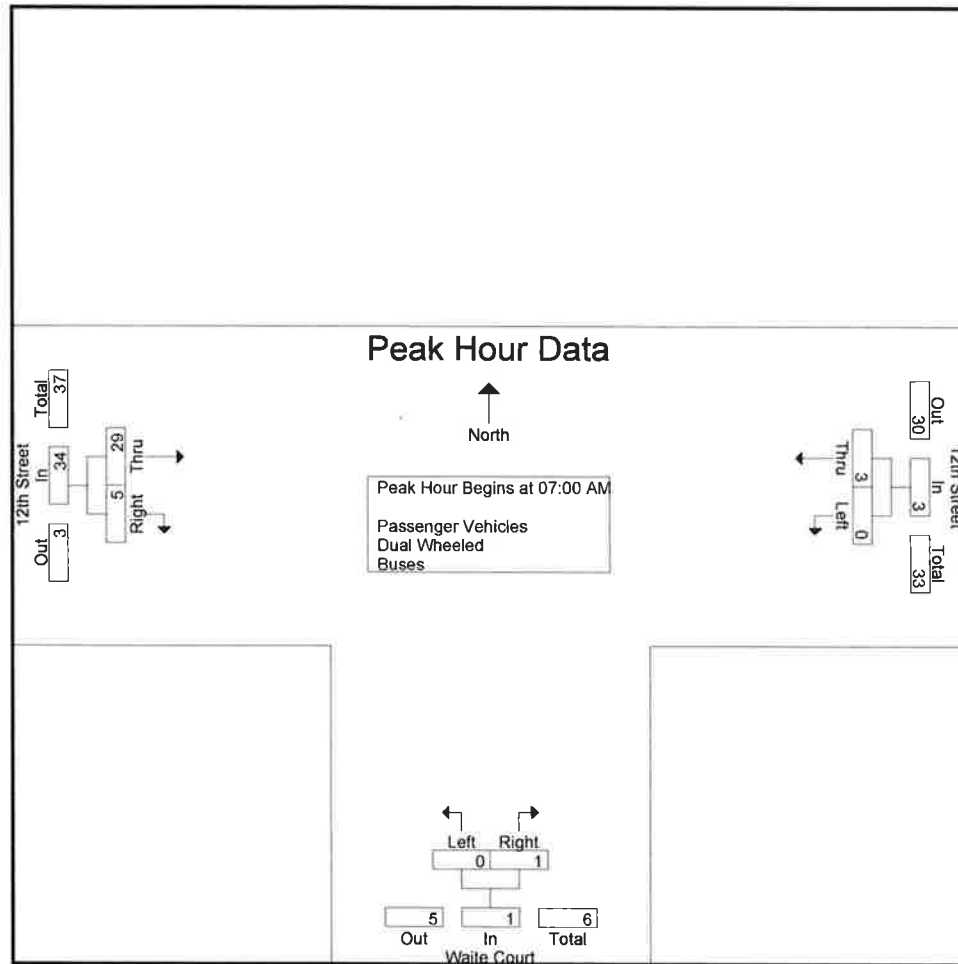 Peak Hour Data
North
Peak Hour Begins at 07:00 AM
Passenger Vehicles
Dual Wheeled
Buses
12th Street
Total
37
In
34
Out
3
29
Thru
5
Right
12th Street
Out
30
In
3
Total
33
Thru
3
Left
0
Left Right
0 1
5 1 6
Out In Total
Waite Court